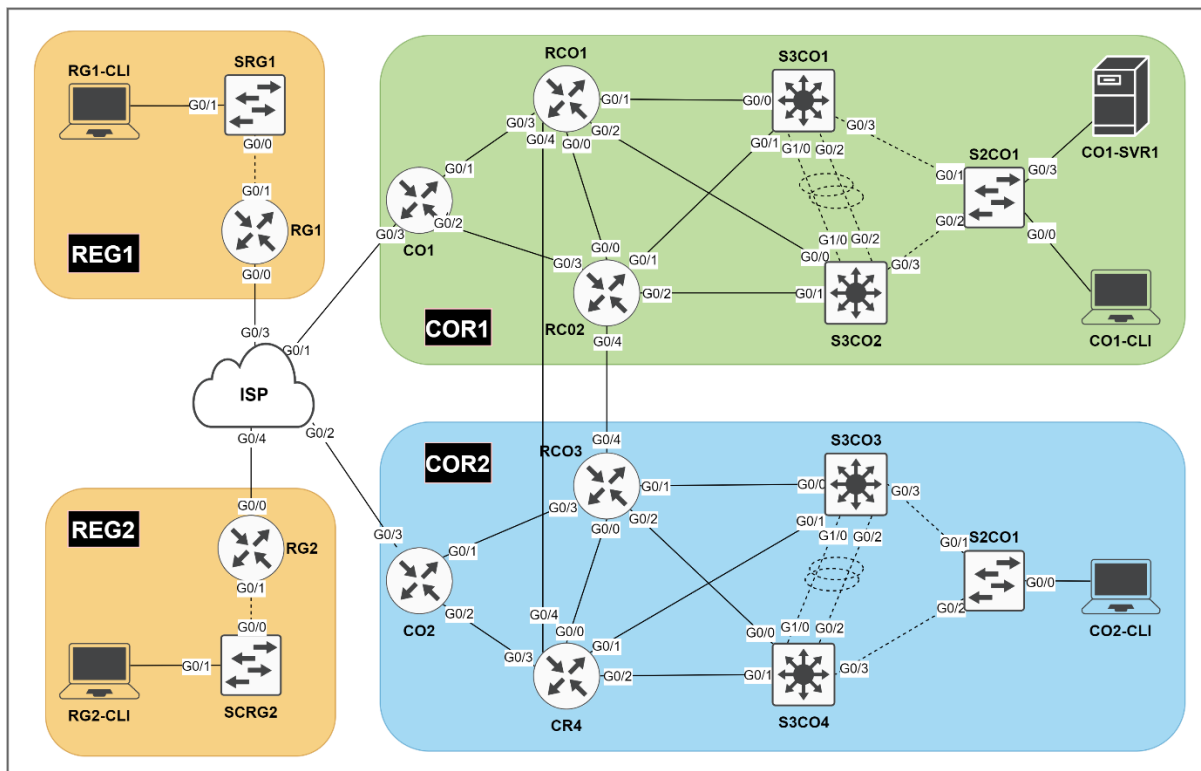 RG1-CLI
SRG1
G0/1
G0/0
G0/1
RG1
REG1
G0/0
G0/3
G0/1
ISP
G0/2
G0/4
G0/0
REG2
RG2
G0/1
G0/0
G0/1
RG2-CLI
SCRG2
RCO1
G0/3
G0/4
G0/0
G0/1
G0/2
G0/1
G0/2
G0/3
CO1
G0/3
G0/0
G0/1
G0/2
RC02
G0/4
COR1
S3CO1
G0/0
G0/1
G1/0
G0/2
G0/3
G1/0
G0/2
G0/0
G0/1
G0/3
S3CO2
S2CO1
G0/1
G0/2
G0/3
G0/0
CO1-SVR1
CO1-CLI
COR2
G0/4
RCO3
G0/3
G0/0
G0/1
G0/2
G0/3
G0/1
G0/2
CO2
G0/4
G0/0
G0/3
G0/1
G0/2
CR4
S3CO3
G0/0
G0/1
G1/0
G0/2
G0/3
G1/0
G0/2
G0/0
G0/1
G0/3
S3CO4
S2CO1
G0/1
G0/2
G0/0
CO2-CLI